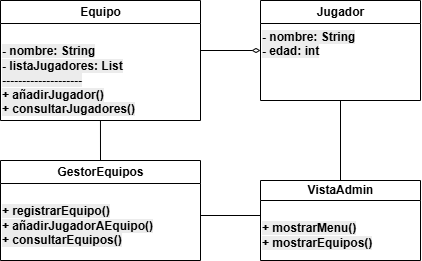 Equipo
- nombre: String
- listaJugadores: List
--------------------
+ añadirJugador()
+ consultarJugadores()
Jugador
- nombre: String
- edad: int
GestorEquipos
+ registrarEquipo()
+ añadirJugadorAEquipo()
+ consultarEquipos()
VistaAdmin
+ mostrarMenu()
+ mostrarEquipos()